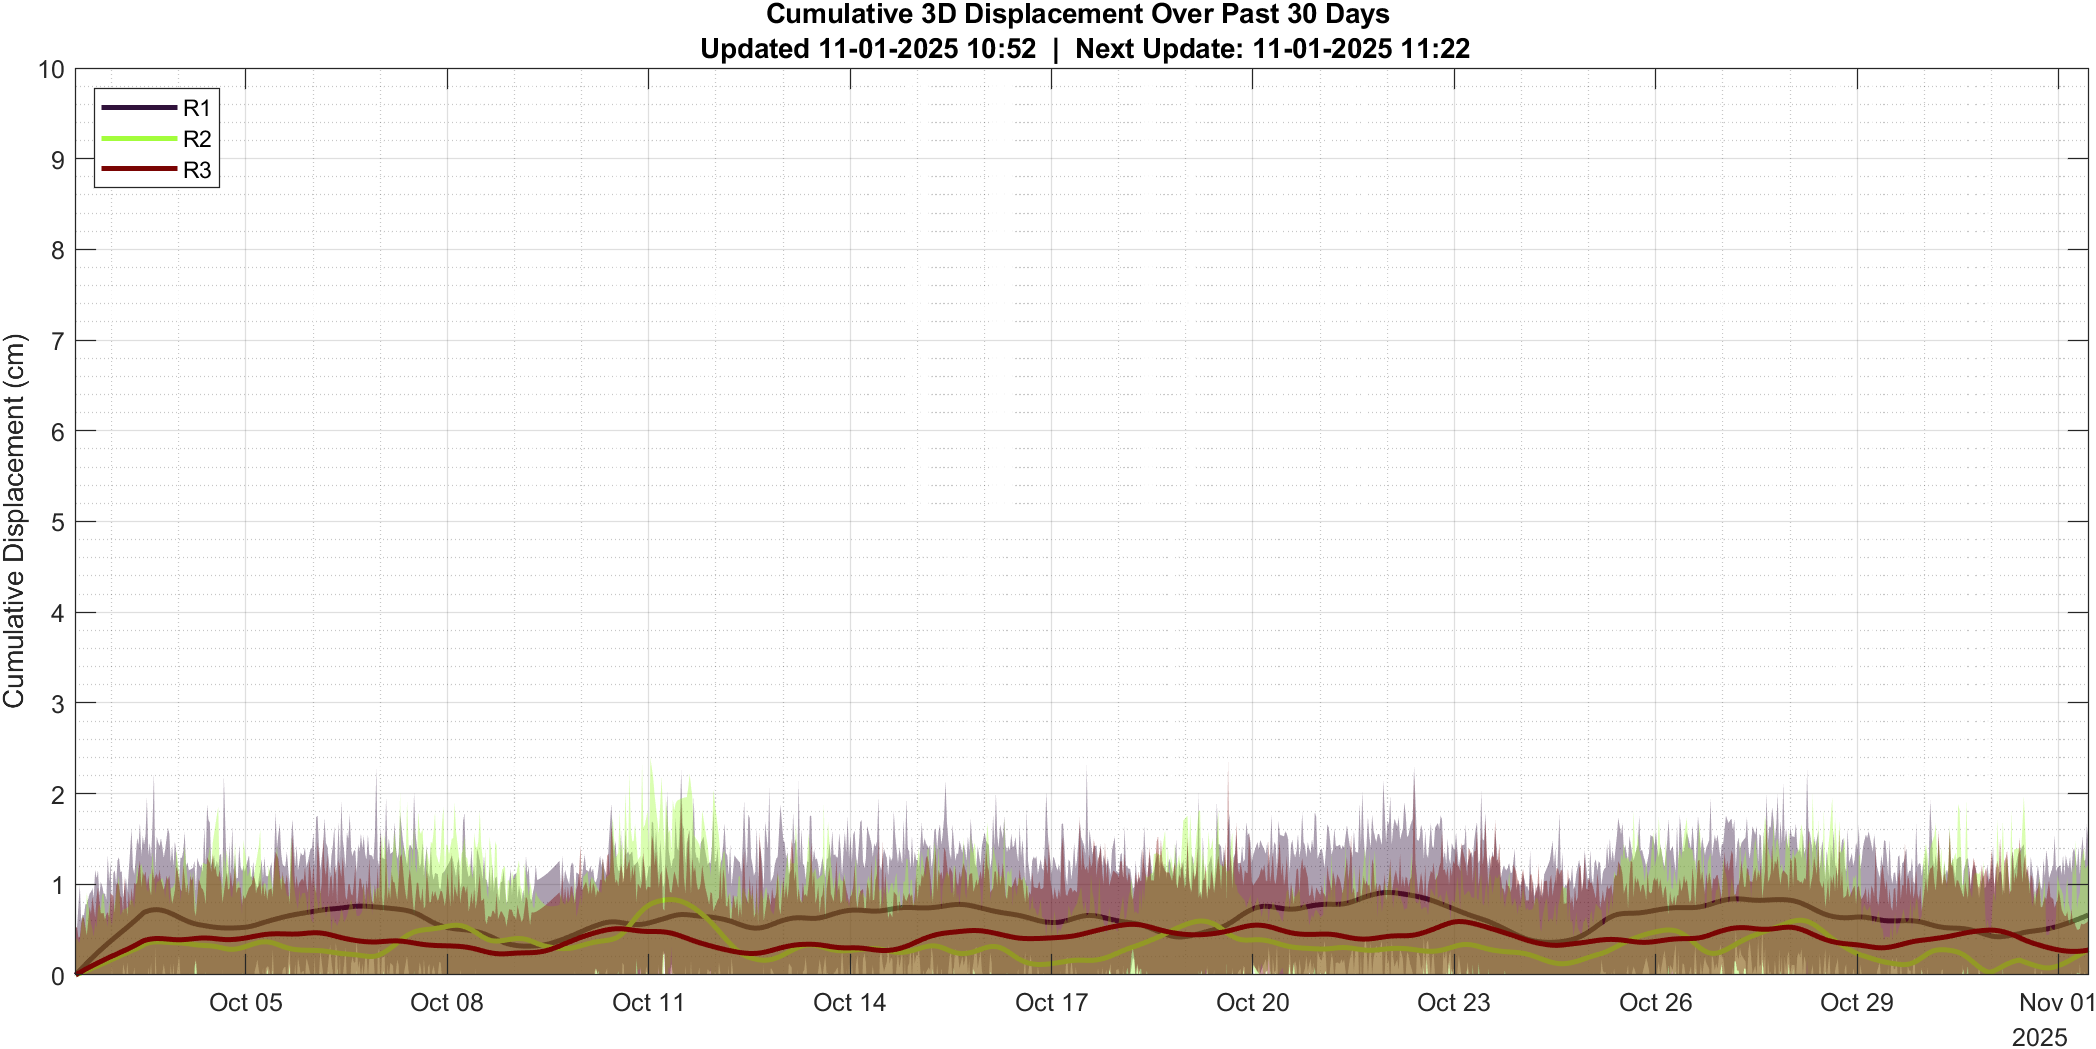 Cumulative 3D Displacement Over Past 30 Days
Updated 11-01-2025 10:52 | Next Update: 11-01-2025 11:22
R1
R2
R3
Cumulative Displacement (cm)
10
9
8
7
6
5
4
3
2
1
0
Oct 05 Oct 08 Oct 11 Oct 14 Oct 17 Oct 20 Oct 23 Oct 26 Oct 29 Nov 01
2025